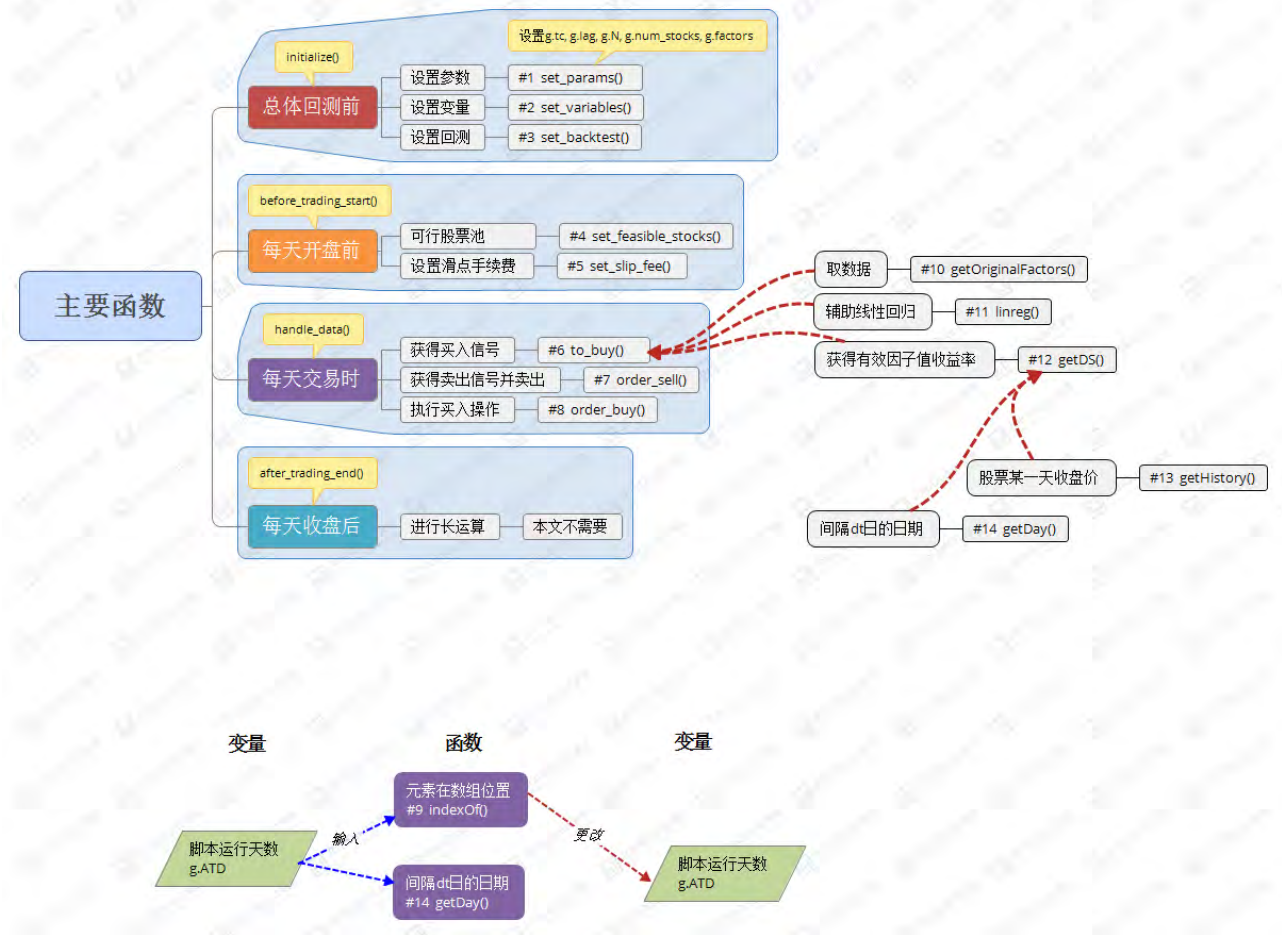 设置g.tc, g.lag, g.N, g.num_stocks, g.factors
initialize()
总体回测前
设置参数
#1 set_params()
设置变量
#2 set_variables()
设置回测
#3 set_backtest()
before_trading_start()
每天开盘前
可行股票池
#4 set_feasible_stocks()
设置滑点手续费
#5 set_slip_fee()
主要函数
handle_data()
每天交易时
获得买入信号
#6 to_buy()
获得卖出信号并卖出
#7 order_sell()
执行买入操作
#8 order_buy()
取数据
#10 getOriginalFactors()
辅助线性回归
#11 linreg()
获得有效因子值收益率
#12 getDS()
股票某一天收盘价
#13 getHistory()
间隔dt日的日期
#14 getDay()
after_trading_end()
每天收盘后
进行长运算
本文不需要
变量
函数
变量
元素在数组位置
#9 indexOf()
输入
更改
脚本运行天数
g.ATD
间隔dt日的日期
#14 getDay()
脚本运行天数
g.ATD